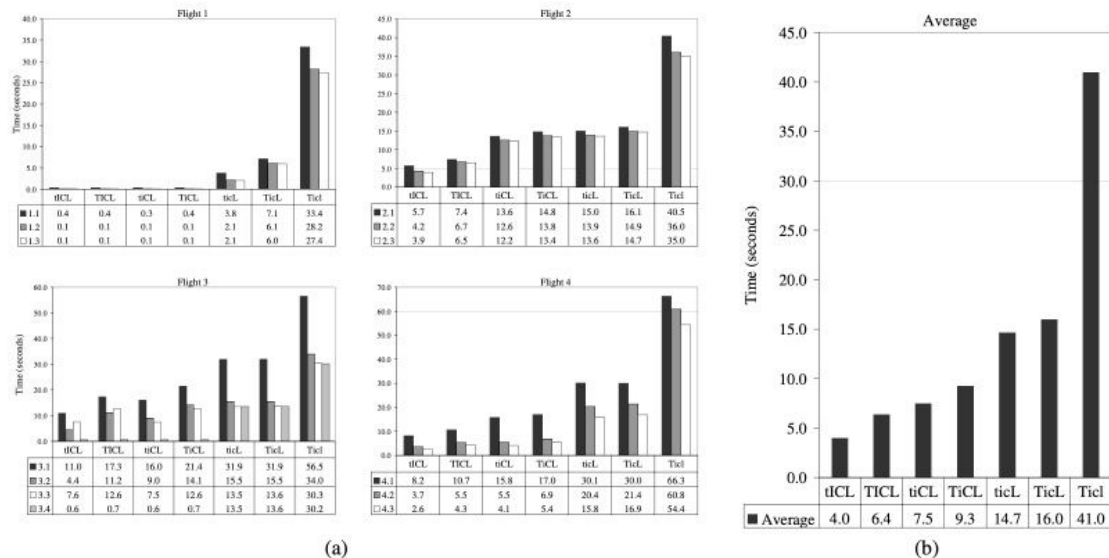 Flight 1
Time (seconds)
40.0
35.0
30.0
25.0
20.0
15.0
10.0
5.0
0.0
tICL TICL tiCL TiCL ticL TicL Ticl
1.1 0.4 0.4 0.3 0.4 3.8 7.1 33.4
1.2 0.1 0.1 0.1 0.1 2.1 6.1 28.2
1.3 0.1 0.1 0.1 0.1 2.1 6.0 27.4
Flight 2
45.0
40.0
35.0
30.0
25.0
20.0
15.0
10.0
5.0
0.0
tICL TICL tiCL TiCL ticL TicL Ticl
2.1 5.7 7.4 13.6 14.8 15.0 16.1 40.5
2.2 4.2 6.7 12.6 13.8 13.9 14.9 36.0
2.3 3.9 6.5 12.2 13.4 13.6 14.7 35.0
Flight 3
Time (seconds)
60.0
50.0
40.0
30.0
20.0
10.0
0.0
tICL TICL tiCL TiCL ticL TicL Ticl
3.1 11.0 17.3 16.0 21.4 31.9 31.9 56.5
3.2 4.4 11.2 9.0 14.1 15.5 15.5 34.0
3.3 7.6 12.6 7.5 12.6 13.5 13.6 30.3
3.4 0.6 0.7 0.6 0.7 13.5 13.6 30.2
Flight 4
70.0
60.0
50.0
40.0
30.0
20.0
10.0
0.0
tICL TICL tiCL TiCL ticL TicL Ticl
4.1 8.2 10.7 15.8 17.0 30.1 30.0 66.3
4.2 3.7 5.5 5.5 6.9 20.4 21.4 60.8
4.3 2.6 4.3 4.1 5.4 15.8 16.9 54.4
(a)
Average
Time (seconds)
45.0
40.0
35.0
30.0
25.0
20.0
15.0
10.0
5.0
0.0
tICL TICL tiCL TiCL ticL TicL Ticl
Average 4.0 6.4 7.5 9.3 14.7 16.0 41.0
(b)